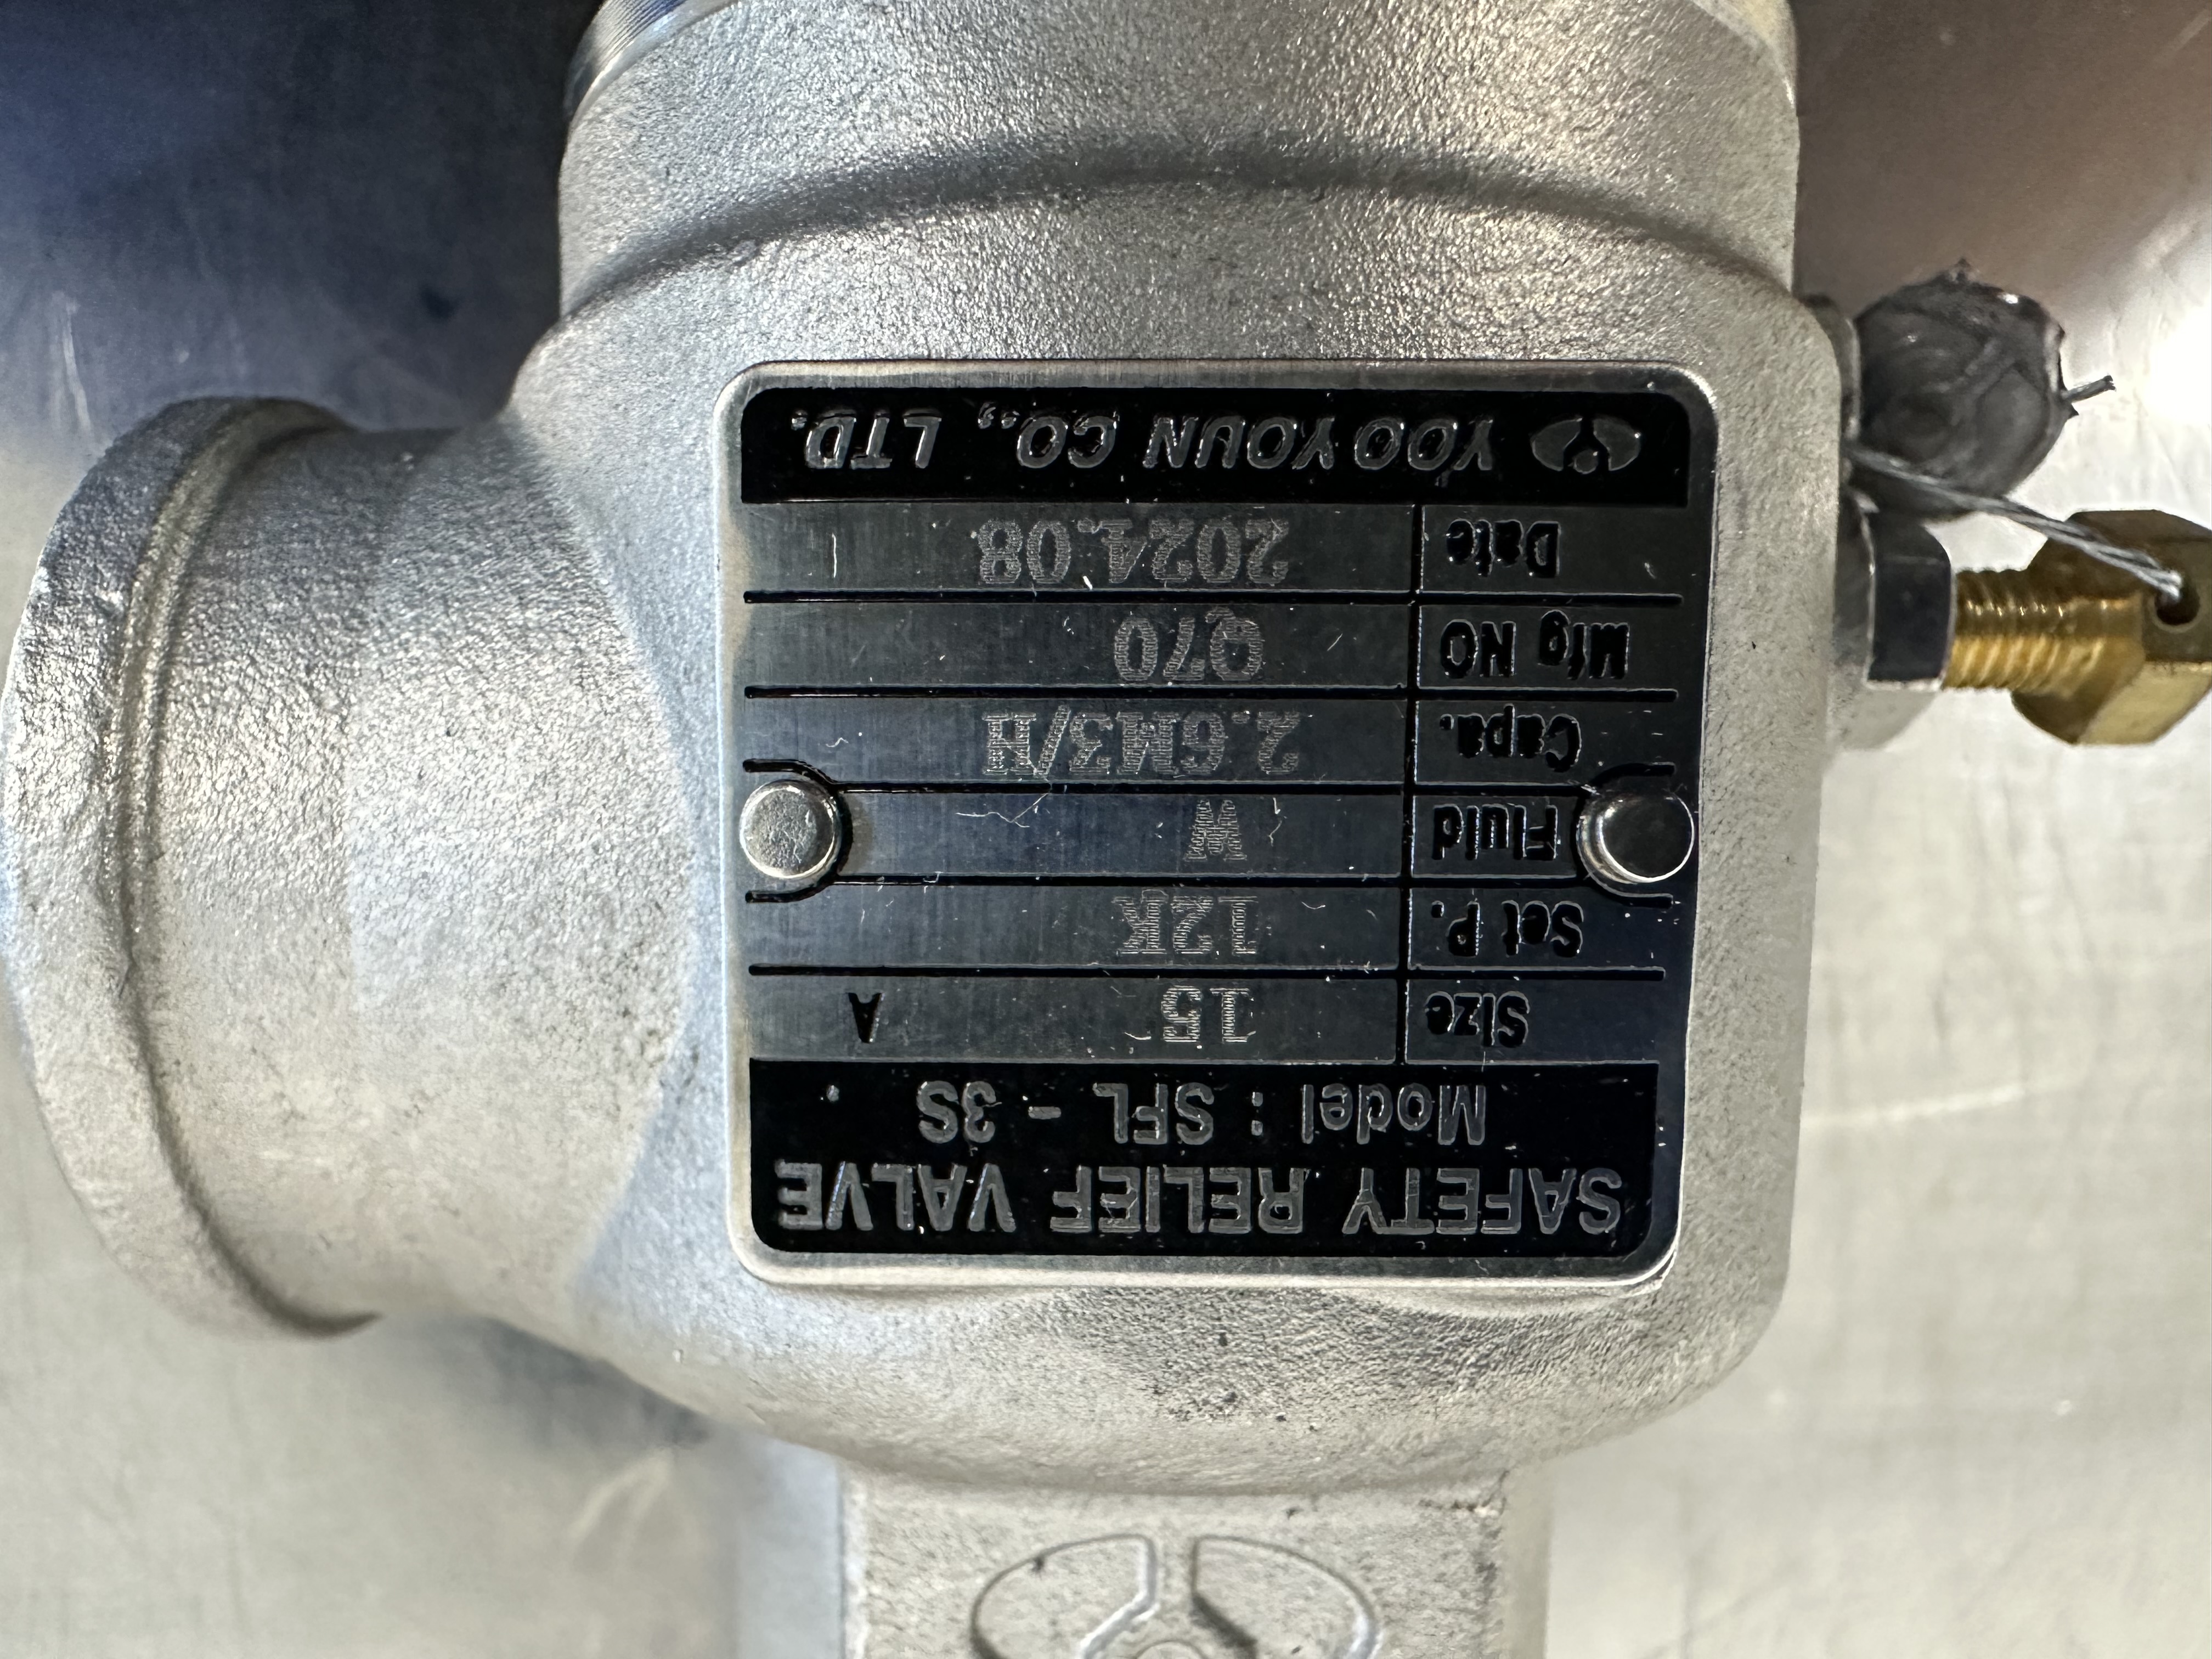 SAFETY RELIEF VALVE
Model : SFL - 3S
Size 15 A
Set P. 12K
Fluid W
Capa. 2.6M3/H
Mfg NO Q70
Date 2024.08
YOO YOUN CO., LTD.